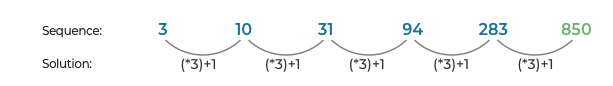 Sequence: 3 10 31 94 283 850
Solution: (*3)+1 (*3)+1 (*3)+1 (*3)+1 (*3)+1